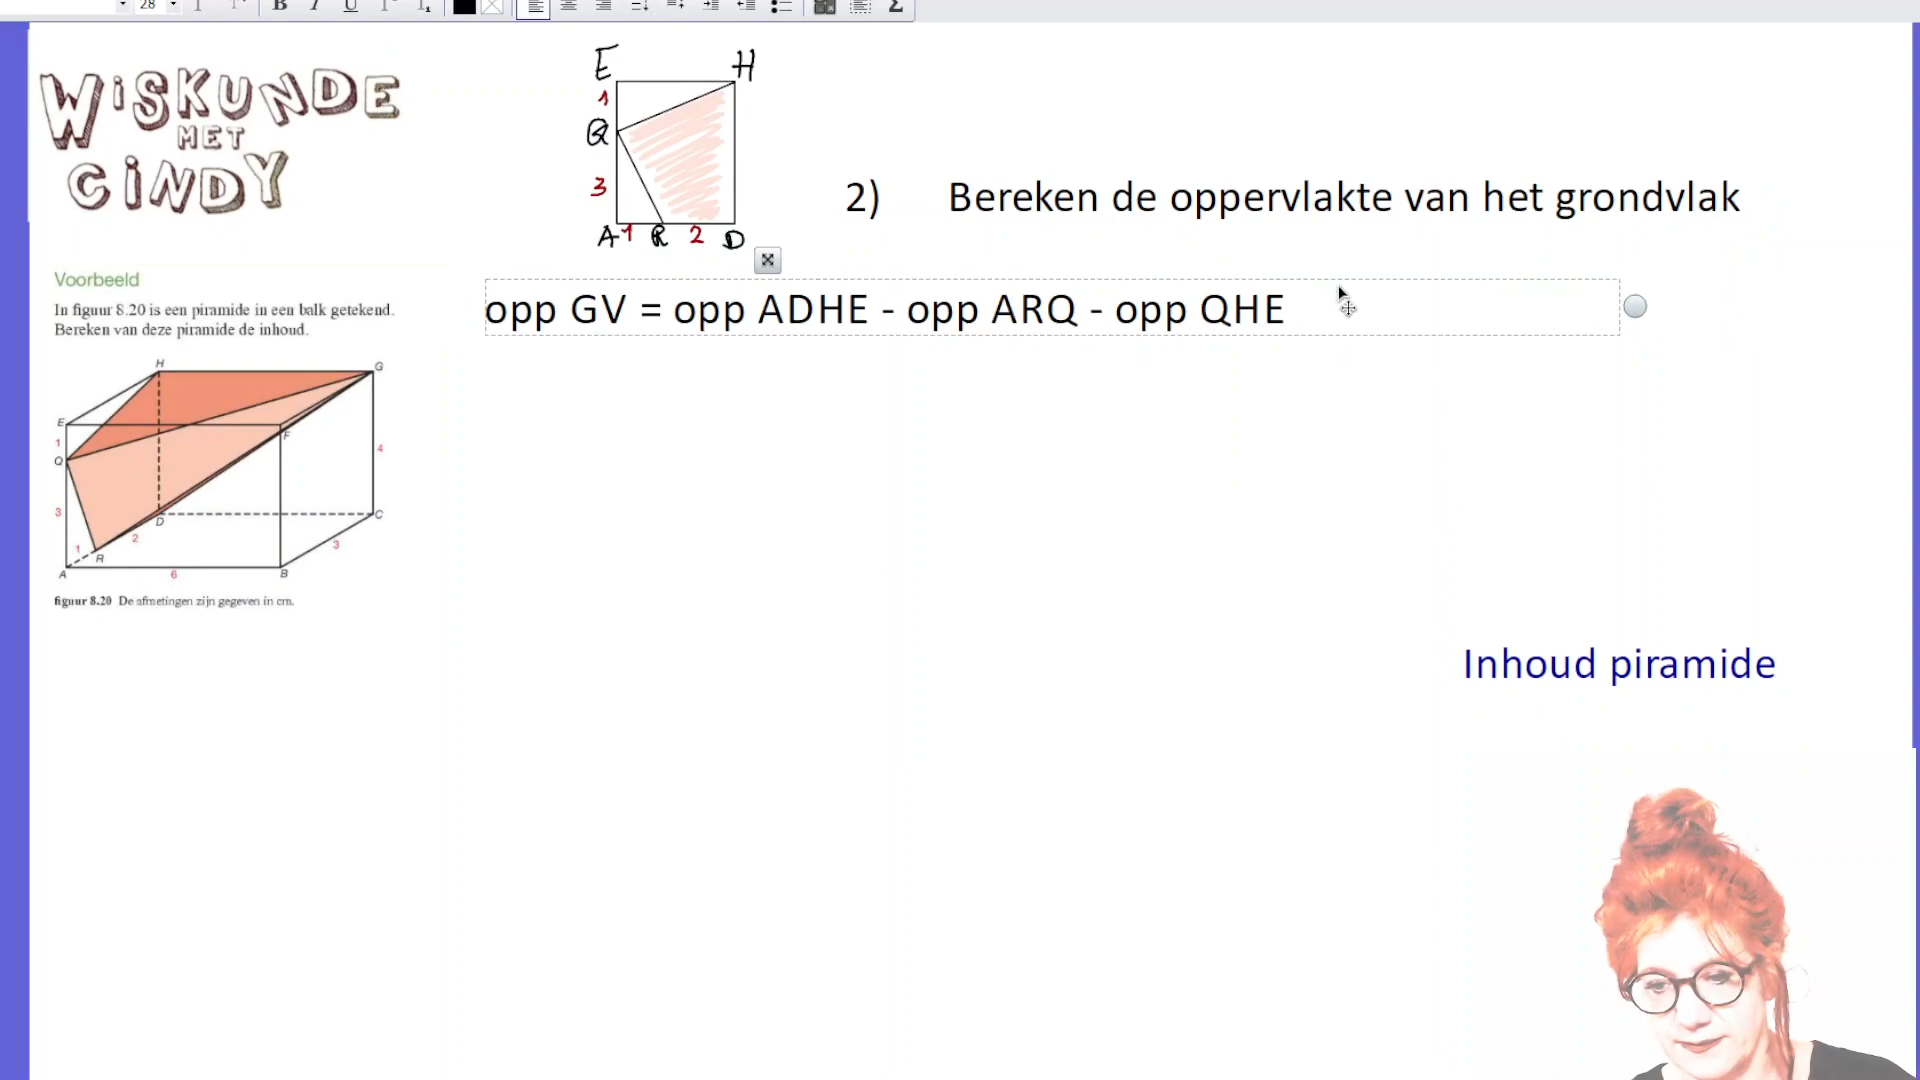 28
B I U Σ
WiSKUNDE
MET
CiNDY
E H
1
Q
3
A 1 R 2 D
2) Bereken de oppervlakte van het grondvlak
opp GV = opp ADHE - opp ARQ - opp QHE
Voorbeeld
In figuur 8.20 is een piramide in een balk getekend.
Bereken van deze piramide de inhoud.
H G
E
F
1
Q
4
3
D C
2
1 R 3
A 6 B
figuur 8.20 De afmetingen zijn gegeven in cm.
Inhoud piramide